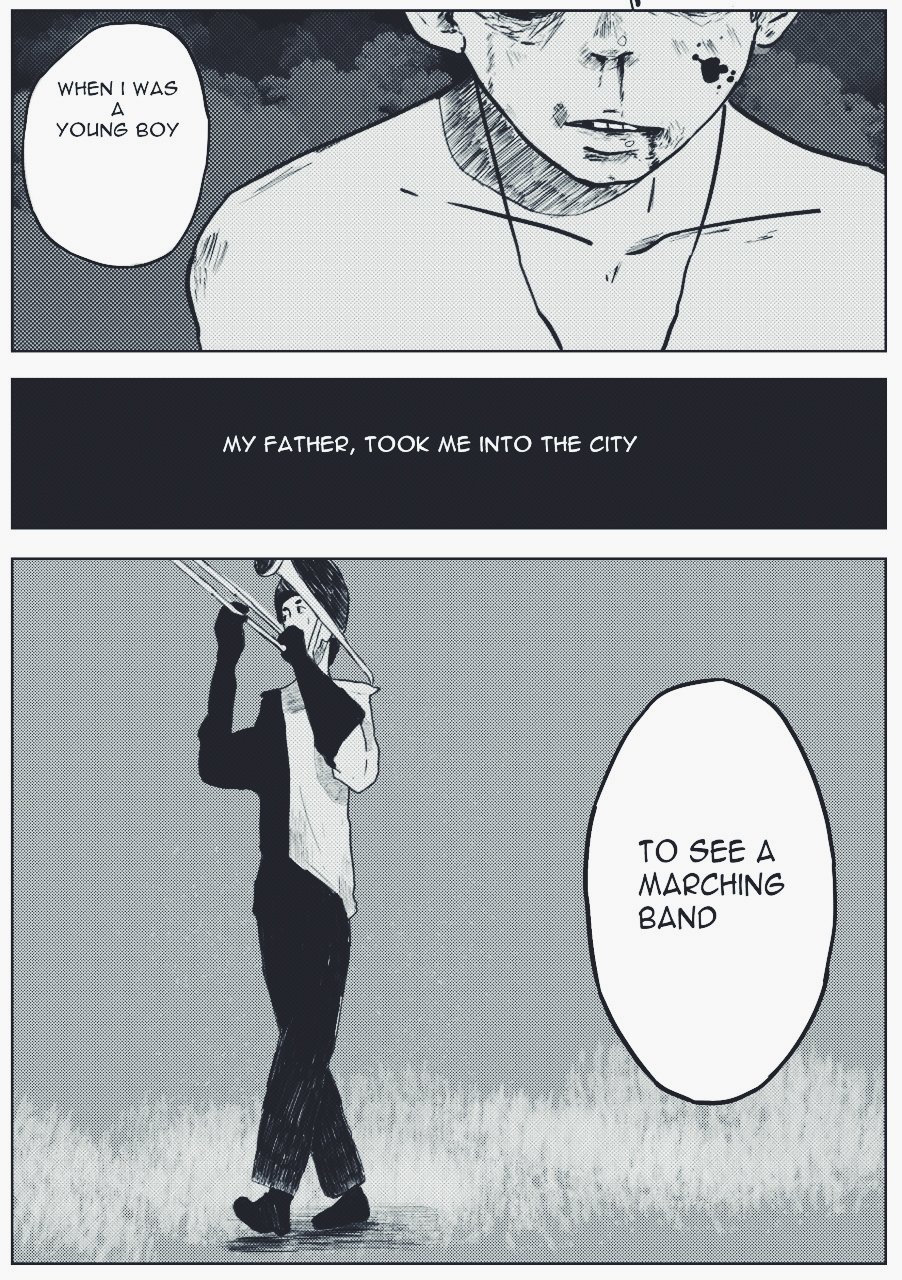 WHEN I WAS
A
YOUNG BOY
MY FATHER, TOOK ME INTO THE CITY
TO SEE A
MARCHING
BAND